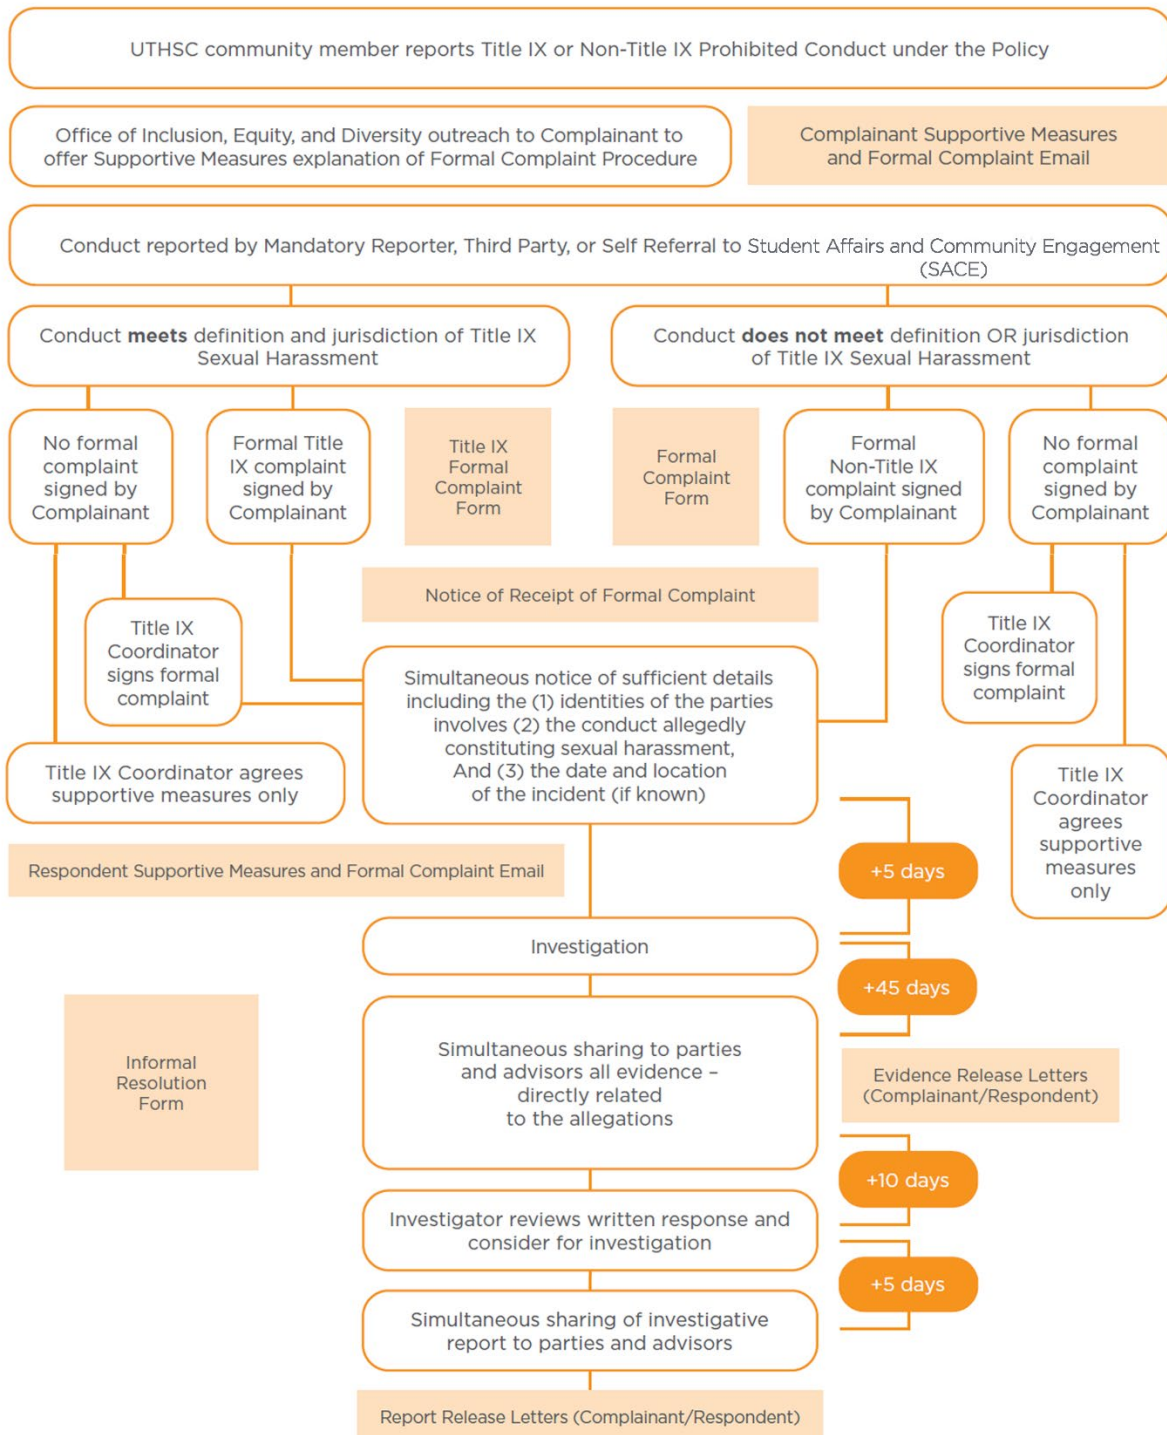 UTHSC community member reports Title IX or Non-Title IX Prohibited Conduct under the Policy
Office of Inclusion, Equity, and Diversity outreach to Complainant to
offer Supportive Measures explanation of Formal Complaint Procedure
Complainant Supportive Measures
and Formal Complaint Email
Conduct reported by Mandatory Reporter, Third Party, or Self Referral to Student Affairs and Community Engagement
(SACE)
Conduct meets definition and jurisdiction of Title IX
Sexual Harassment
Conduct does not meet definition OR jurisdiction
of Title IX Sexual Harassment
No formal
complaint
signed by
Complainant
Formal Title
IX complaint
signed by
Complainant
Title IX
Formal
Complaint
Form
Formal
Complaint
Form
Formal
Non-Title IX
complaint signed
by Complainant
No formal
complaint
signed by
Complainant
Notice of Receipt of Formal Complaint
Title IX
Coordinator
signs formal
complaint
Title IX
Coordinator
signs formal
complaint
Simultaneous notice of sufficient details
including the (1) identities of the parties
involves (2) the conduct allegedly
constituting sexual harassment,
And (3) the date and location
of the incident (if known)
Title IX Coordinator agrees
supportive measures only
Title IX
Coordinator
agrees
supportive
measures
only
Respondent Supportive Measures and Formal Complaint Email
+5 days
Investigation
+45 days
Informal
Resolution
Form
Simultaneous sharing to parties
and advisors all evidence –
directly related
to the allegations
Evidence Release Letters
(Complainant/Respondent)
+10 days
Investigator reviews written response and
consider for investigation
+5 days
Simultaneous sharing of investigative
report to parties and advisors
Report Release Letters (Complainant/Respondent)